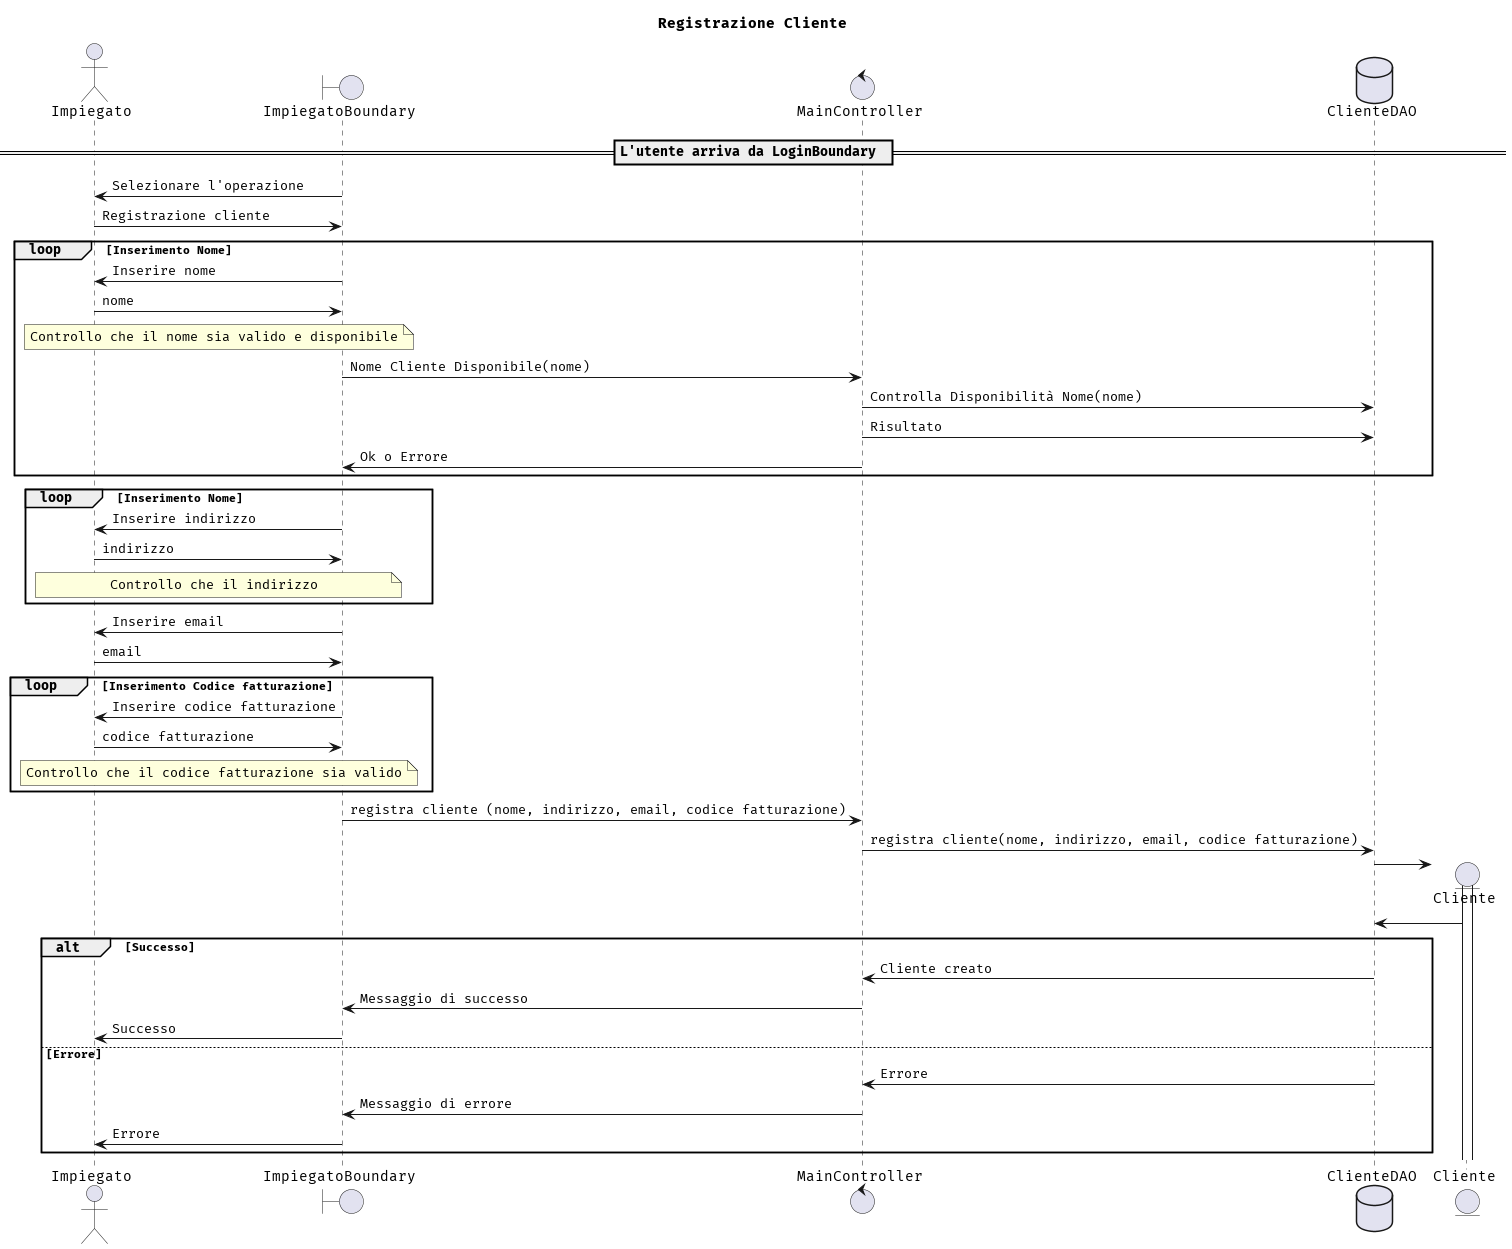 Registrazione Cliente
Impiegato
ImpiegatoBoundary
MainController
ClienteDAO
L'utente arriva da LoginBoundary
Selezionare l'operazione
Registrazione cliente
loop [Inserimento Nome]
Inserire nome
nome
Controllo che il nome sia valido e disponibile
Nome Cliente Disponibile(nome)
Controlla Disponibilità Nome(nome)
Risultato
Ok o Errore
loop [Inserimento Nome]
Inserire indirizzo
indirizzo
Controllo che il indirizzo
Inserire email
email
loop [Inserimento Codice fatturazione]
Inserire codice fatturazione
codice fatturazione
Controllo che il codice fatturazione sia valido
registra cliente (nome, indirizzo, email, codice fatturazione)
registra cliente(nome, indirizzo, email, codice fatturazione)
Cliente
alt [Successo]
Cliente creato
Messaggio di successo
Successo
[Errore]
Errore
Messaggio di errore
Errore
Impiegato
ImpiegatoBoundary
MainController
ClienteDAO
Cliente